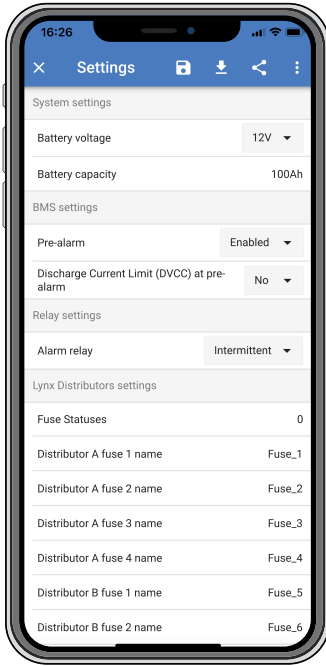 16:26
Settings
System settings
Battery voltage 12V
Battery capacity 100Ah
BMS settings
Pre-alarm Enabled
Discharge Current Limit (DVCC) at pre-
alarm No
Relay settings
Alarm relay Intermittent
Lynx Distributors settings
Fuse Statuses 0
Distributor A fuse 1 name Fuse_1
Distributor A fuse 2 name Fuse_2
Distributor A fuse 3 name Fuse_3
Distributor A fuse 4 name Fuse_4
Distributor B fuse 1 name Fuse_5
Distributor B fuse 2 name Fuse_6